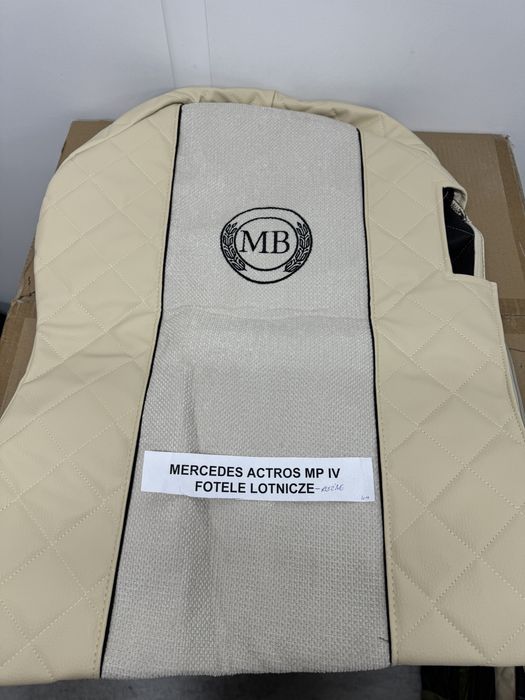 MB
MERCEDES ACTROS MP IV
FOTELE LOTNICZE